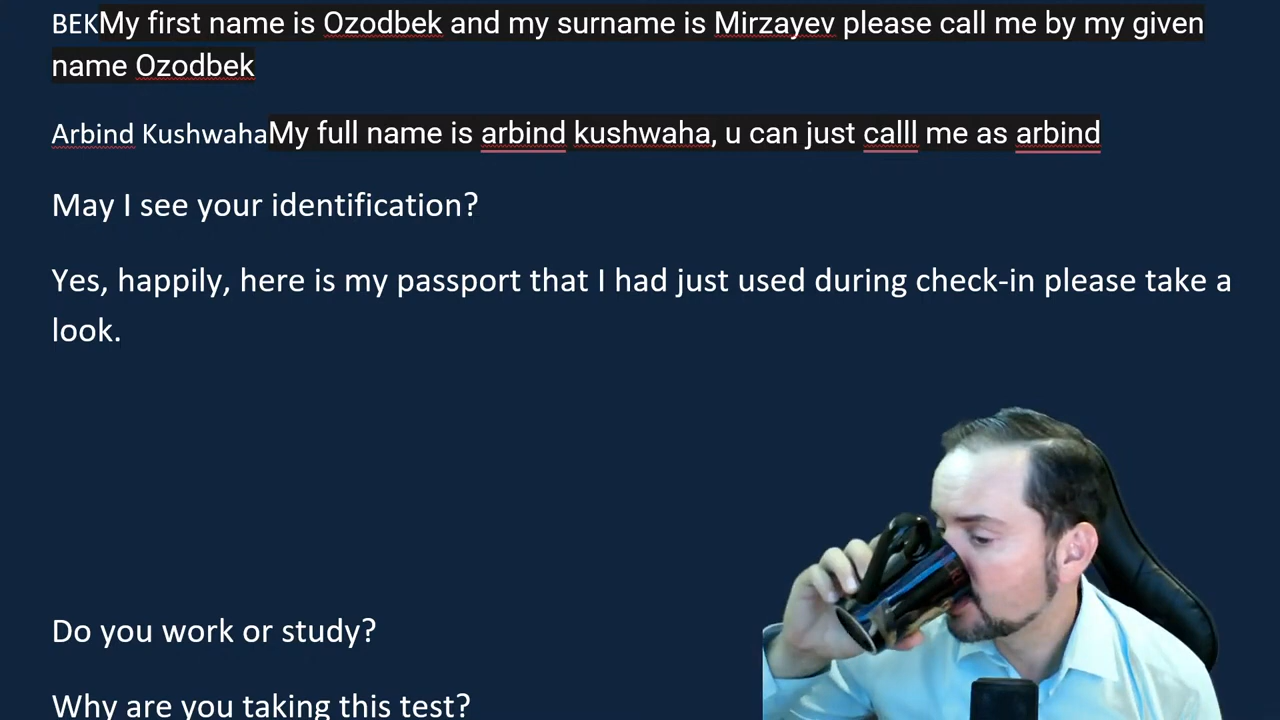 BEKMy first name is Ozodbek and my surname is Mirzayev please call me by my given
name Ozodbek
Arbind KushwahaMy full name is arbind kushwaha, u can just calll me as arbind
May I see your identification?
Yes, happily, here is my passport that I had just used during check-in please take a
look.
Do you work or study?
Why are you taking this test?